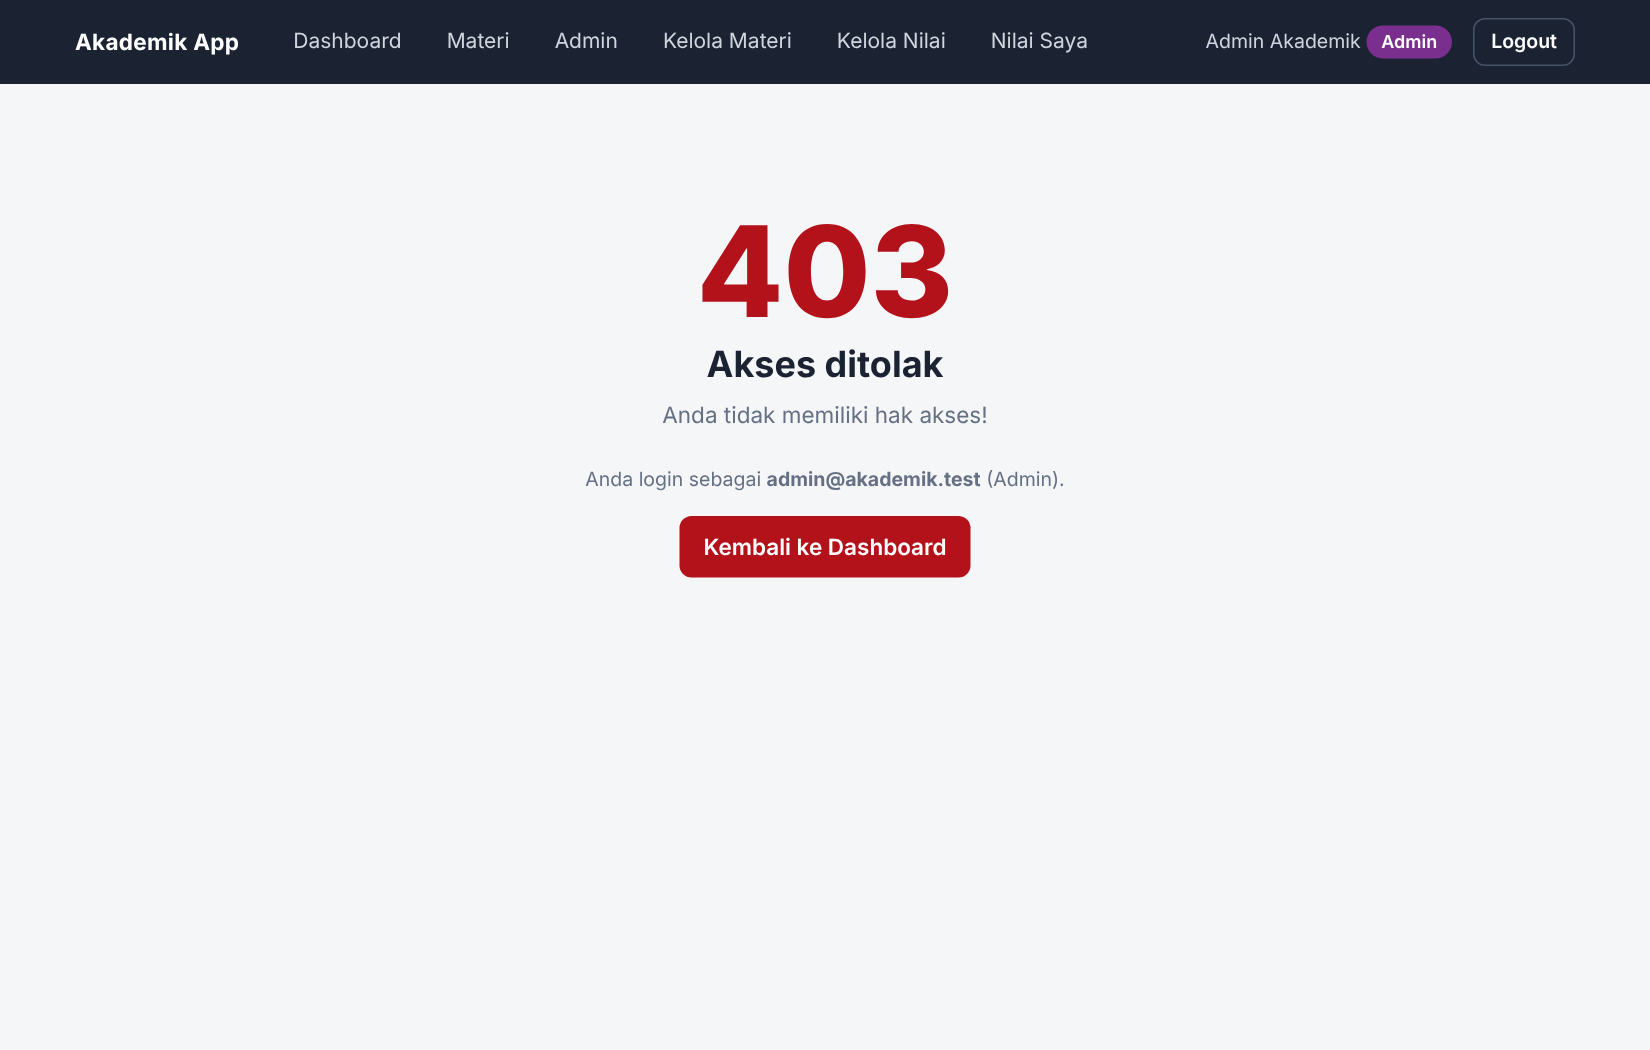 Akademik App Dashboard Materi Admin Kelola Materi Kelola Nilai Nilai Saya Admin Akademik Admin Logout
403
Akses ditolak
Anda tidak memiliki hak akses!
Anda login sebagai admin@akademik.test (Admin).
Kembali ke Dashboard